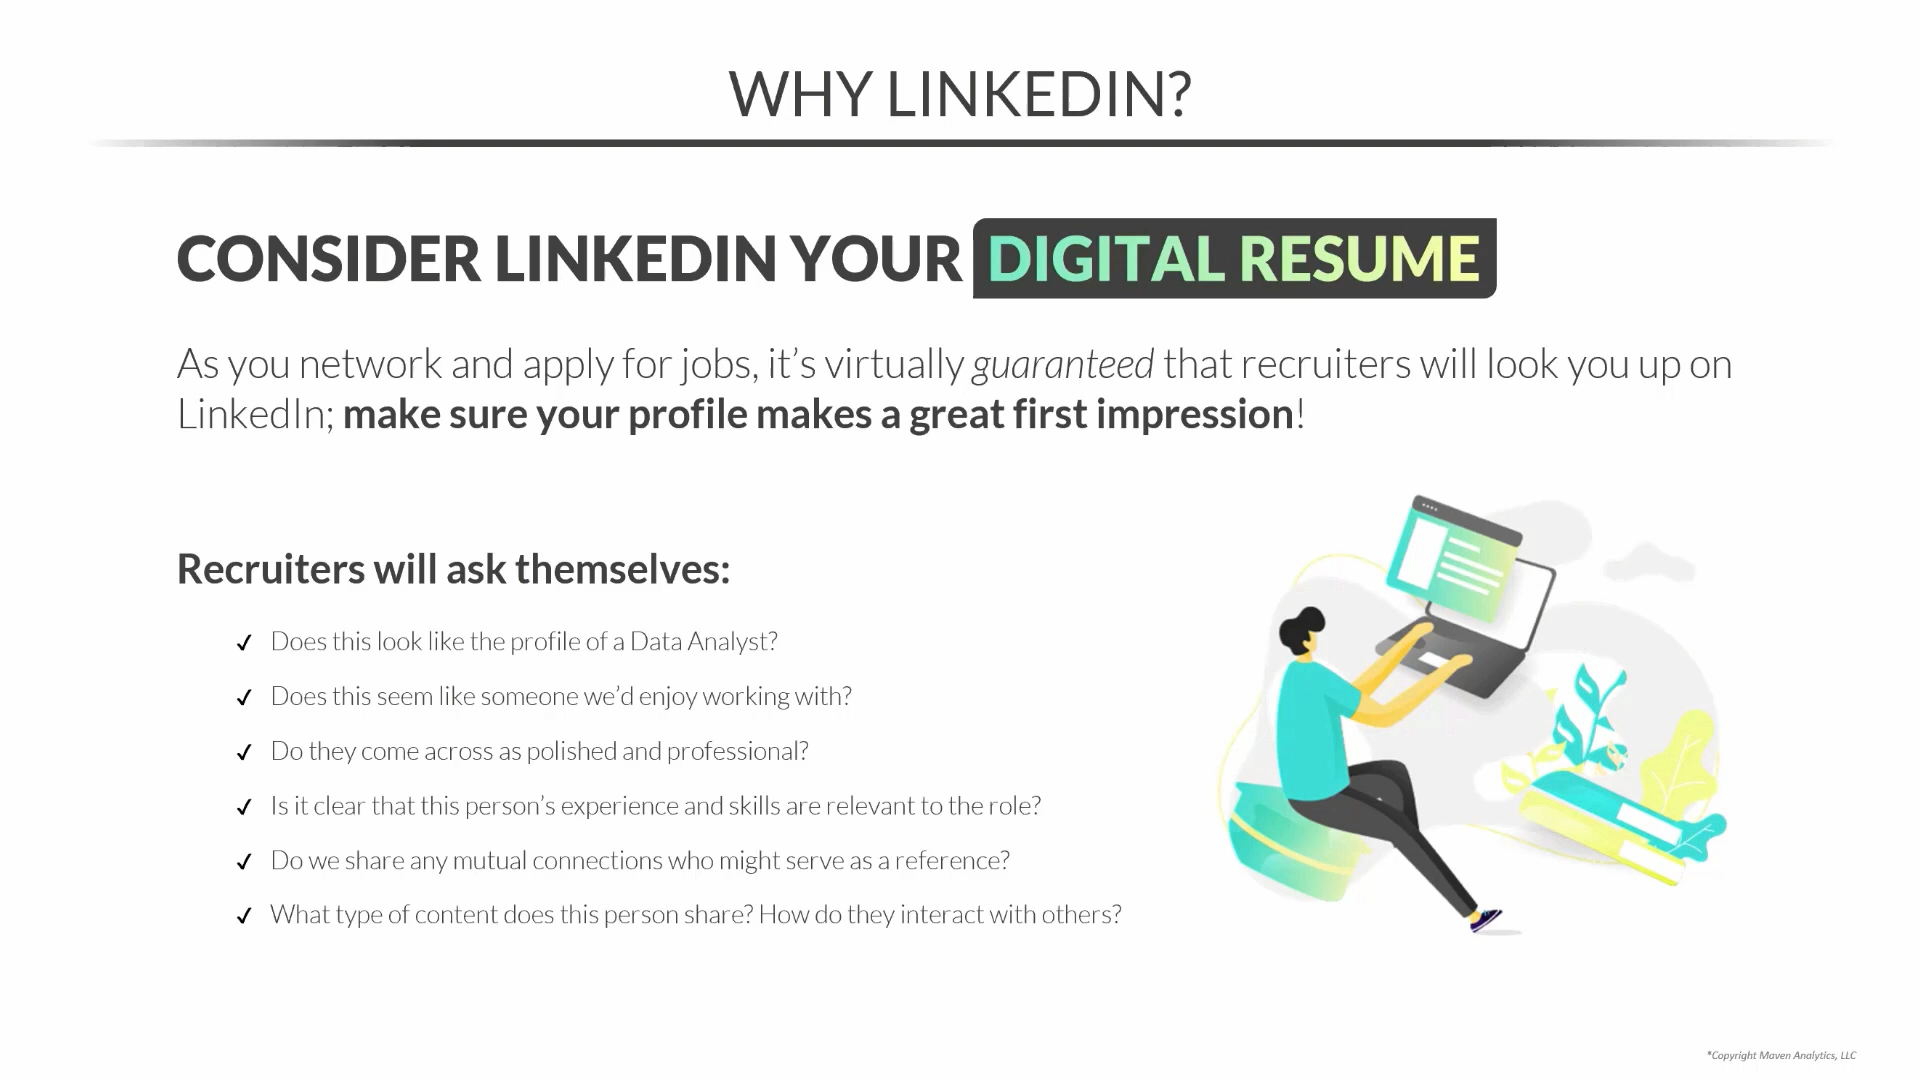 WHY LINKEDIN?
CONSIDER LINKEDIN YOUR DIGITAL RESUME
As you network and apply for jobs, it’s virtually guaranteed that recruiters will look you up on
LinkedIn; make sure your profile makes a great first impression!
Recruiters will ask themselves:
✓ Does this look like the profile of a Data Analyst?
✓ Does this seem like someone we’d enjoy working with?
✓ Do they come across as polished and professional?
✓ Is it clear that this person’s experience and skills are relevant to the role?
✓ Do we share any mutual connections who might serve as a reference?
✓ What type of content does this person share? How do they interact with others?
*Copyright Maven Analytics, LLC